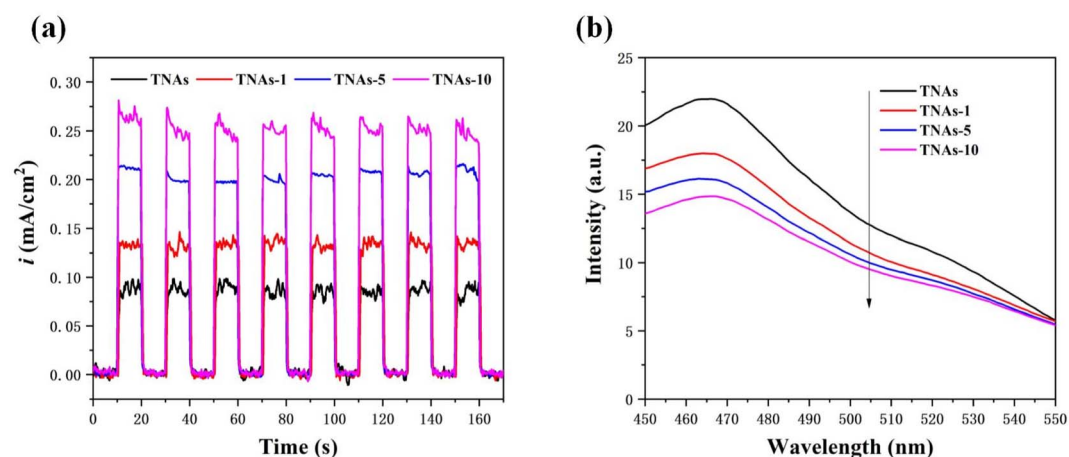 (a)
TNAs TNAs-1 TNAs-5 TNAs-10
0.30
0.25
0.20
0.15
0.10
0.05
0.00
i (mA/cm²)
0 20 40 60 80 100 120 140 160
Time (s)
(b)
25
20
15
10
5
0
Intensity (a.u.)
TNAs
TNAs-1
TNAs-5
TNAs-10
450 460 470 480 490 500 510 520 530 540 550
Wavelength (nm)